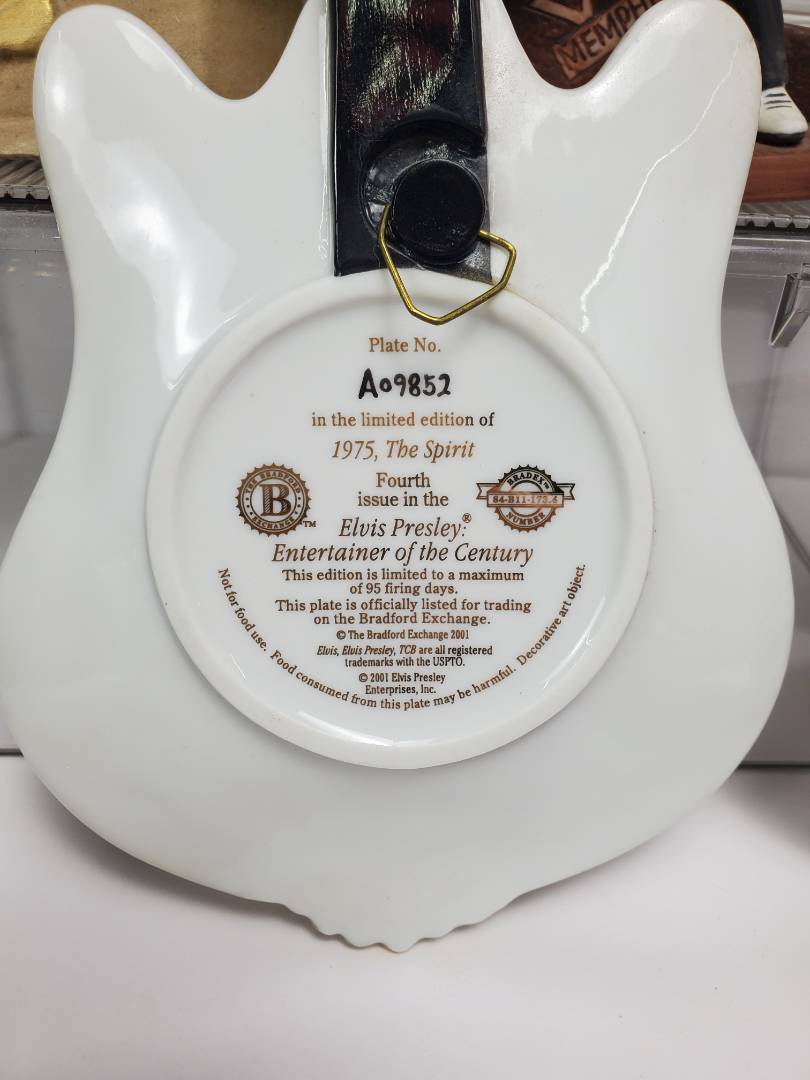 MEMPHI
Plate No.
A09852
in the limited edition of
1975, The Spirit
Fourth
issue in the
Elvis Presley:®
Entertainer of the Century
THE BRADFORD
B
EXCHANGE
TM
BRADEX™
84-B11-173.4
NUMBER
This edition is limited to a maximum
of 95 firing days.
This plate is officially listed for trading
on the Bradford Exchange.
© The Bradford Exchange 2001
Elvis, Elvis Presley, TCB are all registered
trademarks with the USPTO.
© 2001 Elvis Presley
Enterprises, Inc.
Not for food use. Food consumed from this plate may be harmful. Decorative art object.